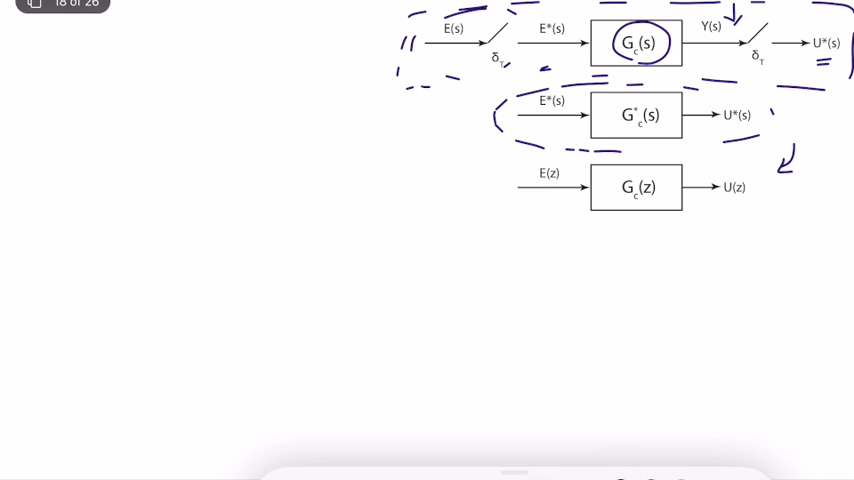 18 of 26
E(s) E*(s) Gc(s) Y(s) U*(s)
δT δT
E*(s) G*c(s) U*(s)
E(z) Gc(z) U(z)